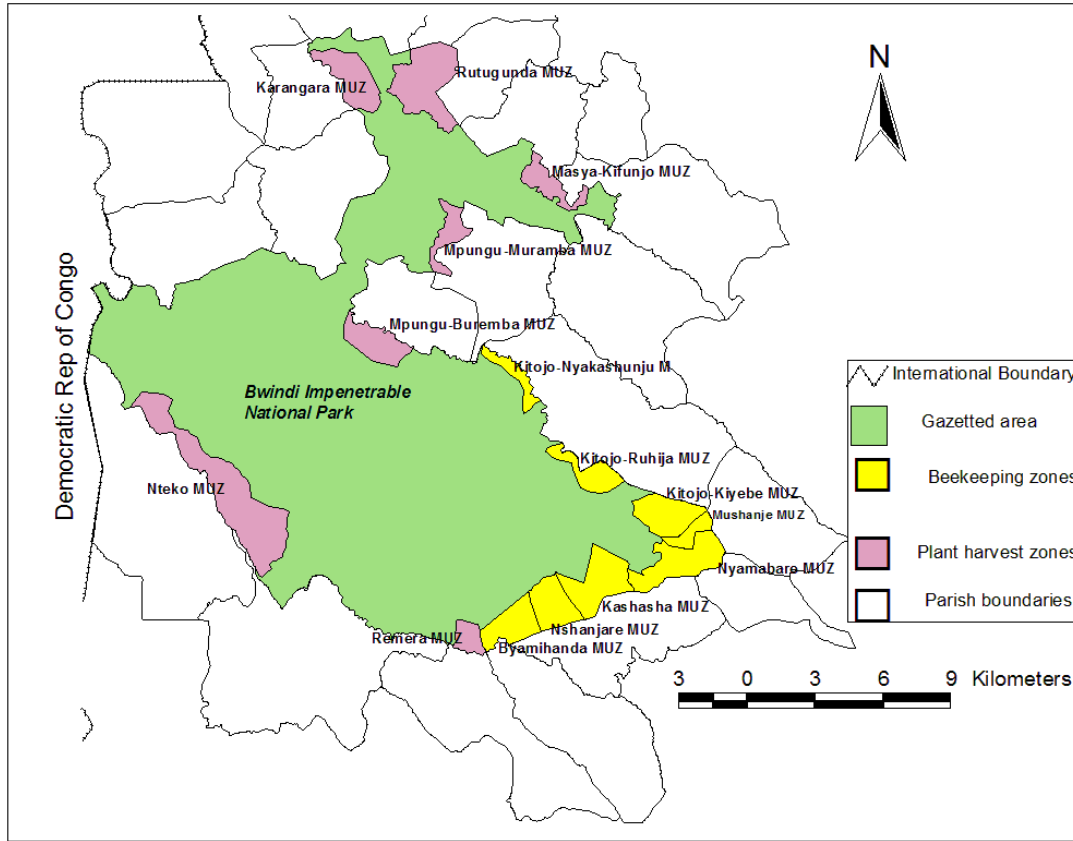 N
Rutugunda MUZ
Karangara MUZ
Masya-Kifunjo MUZ
Mpungu-Muramba MUZ
Democratic Rep of Congo
Mpungu-Buremba MUZ
Kitojo-Nyakashunju M
Bwindi Impenetrable
National Park
Kitojo-Ruhija MUZ
Nteko MUZ
Kitojo-Kiyebe MUZ
Mushanje MUZ
Nyamabare MUZ
Kashasha MUZ
Nshanjare MUZ
Remera MUZ
Byamihanda MUZ
International Boundary
Gazetted area
Beekeeping zones
Plant harvest zones
Parish boundaries
3 0 3 6 9 Kilometers